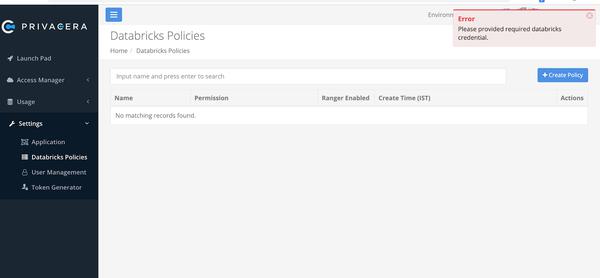 PRIVACERA
Launch Pad
Access Manager
Usage
Settings
Application
Databricks Policies
User Management
Token Generator
Error
Please provided required databricks
credential.
Databricks Policies
Home / Databricks Policies
Input name and press enter to search
+ Create Policy
Name Permission Ranger Enabled Create Time (IST) Actions
No matching records found.